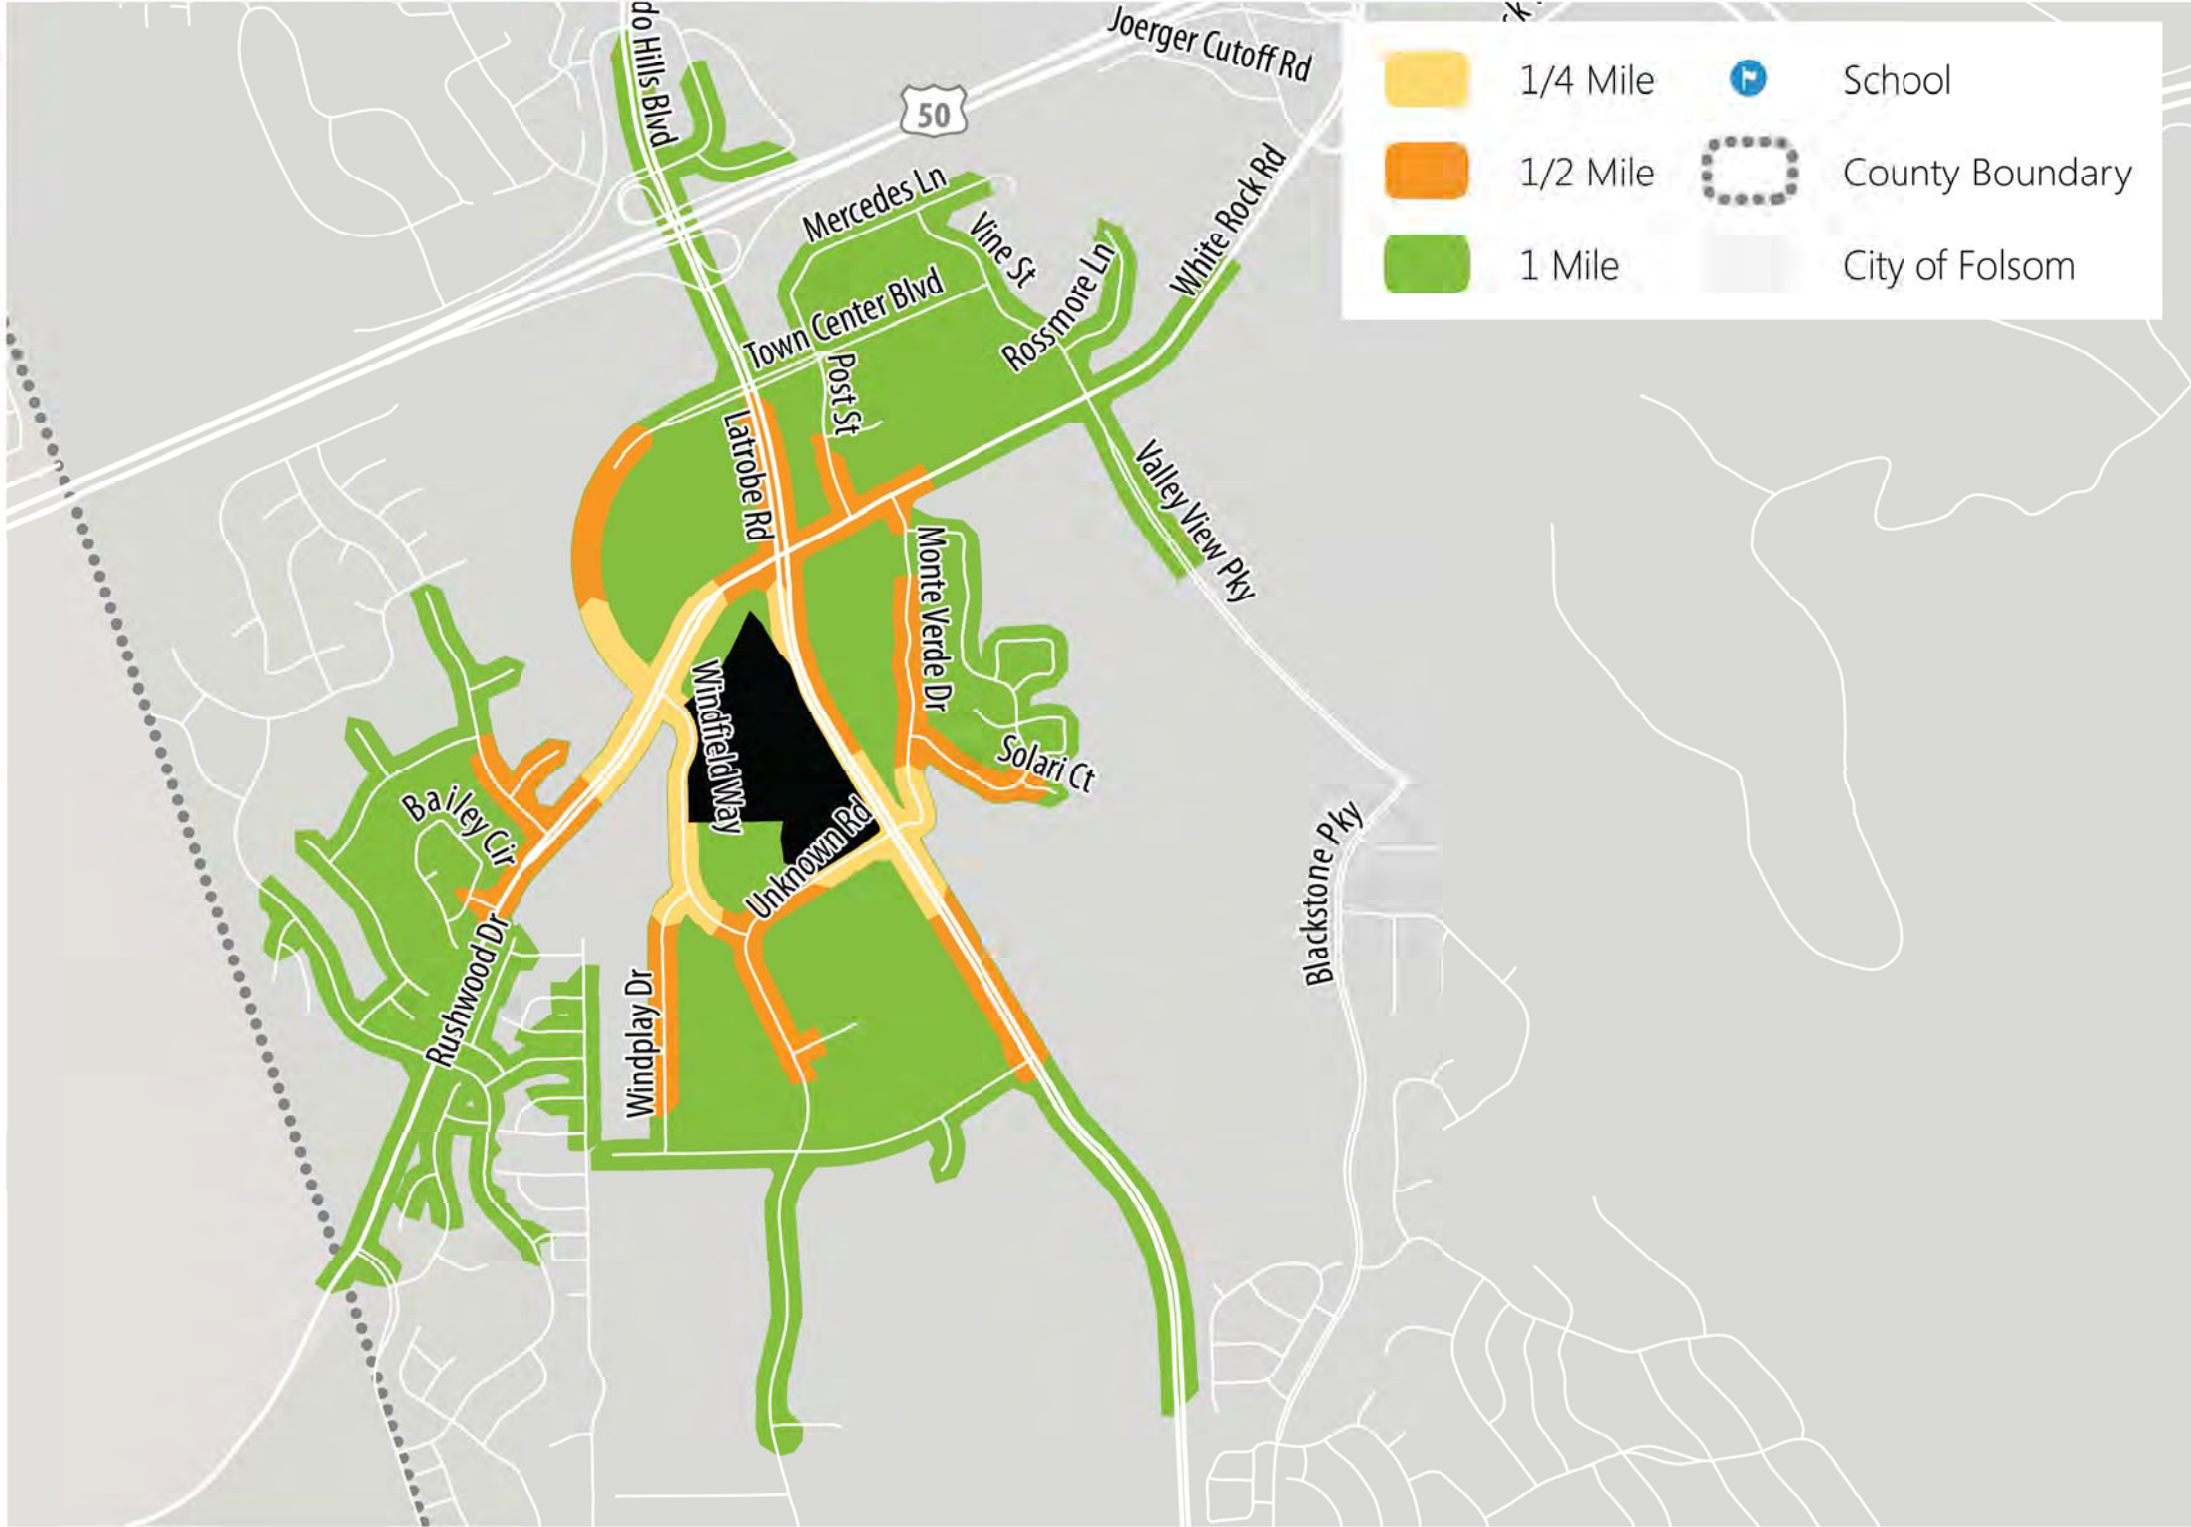 do Hills Blvd
Joerger Cutoff Rd
50
1/4 Mile
School
1/2 Mile
County Boundary
1 Mile
City of Folsom
Mercedes Ln
Vine St
White Rock Rd
Rossmore Ln
Town Center Blvd
Post St
Latrobe Rd
Valley View Pky
Monte Verde Dr
Windfield Way
Solari Ct
Bailey Cir
Unknown Rd
Blackstone Pky
Rushwood Dr
Windplay Dr